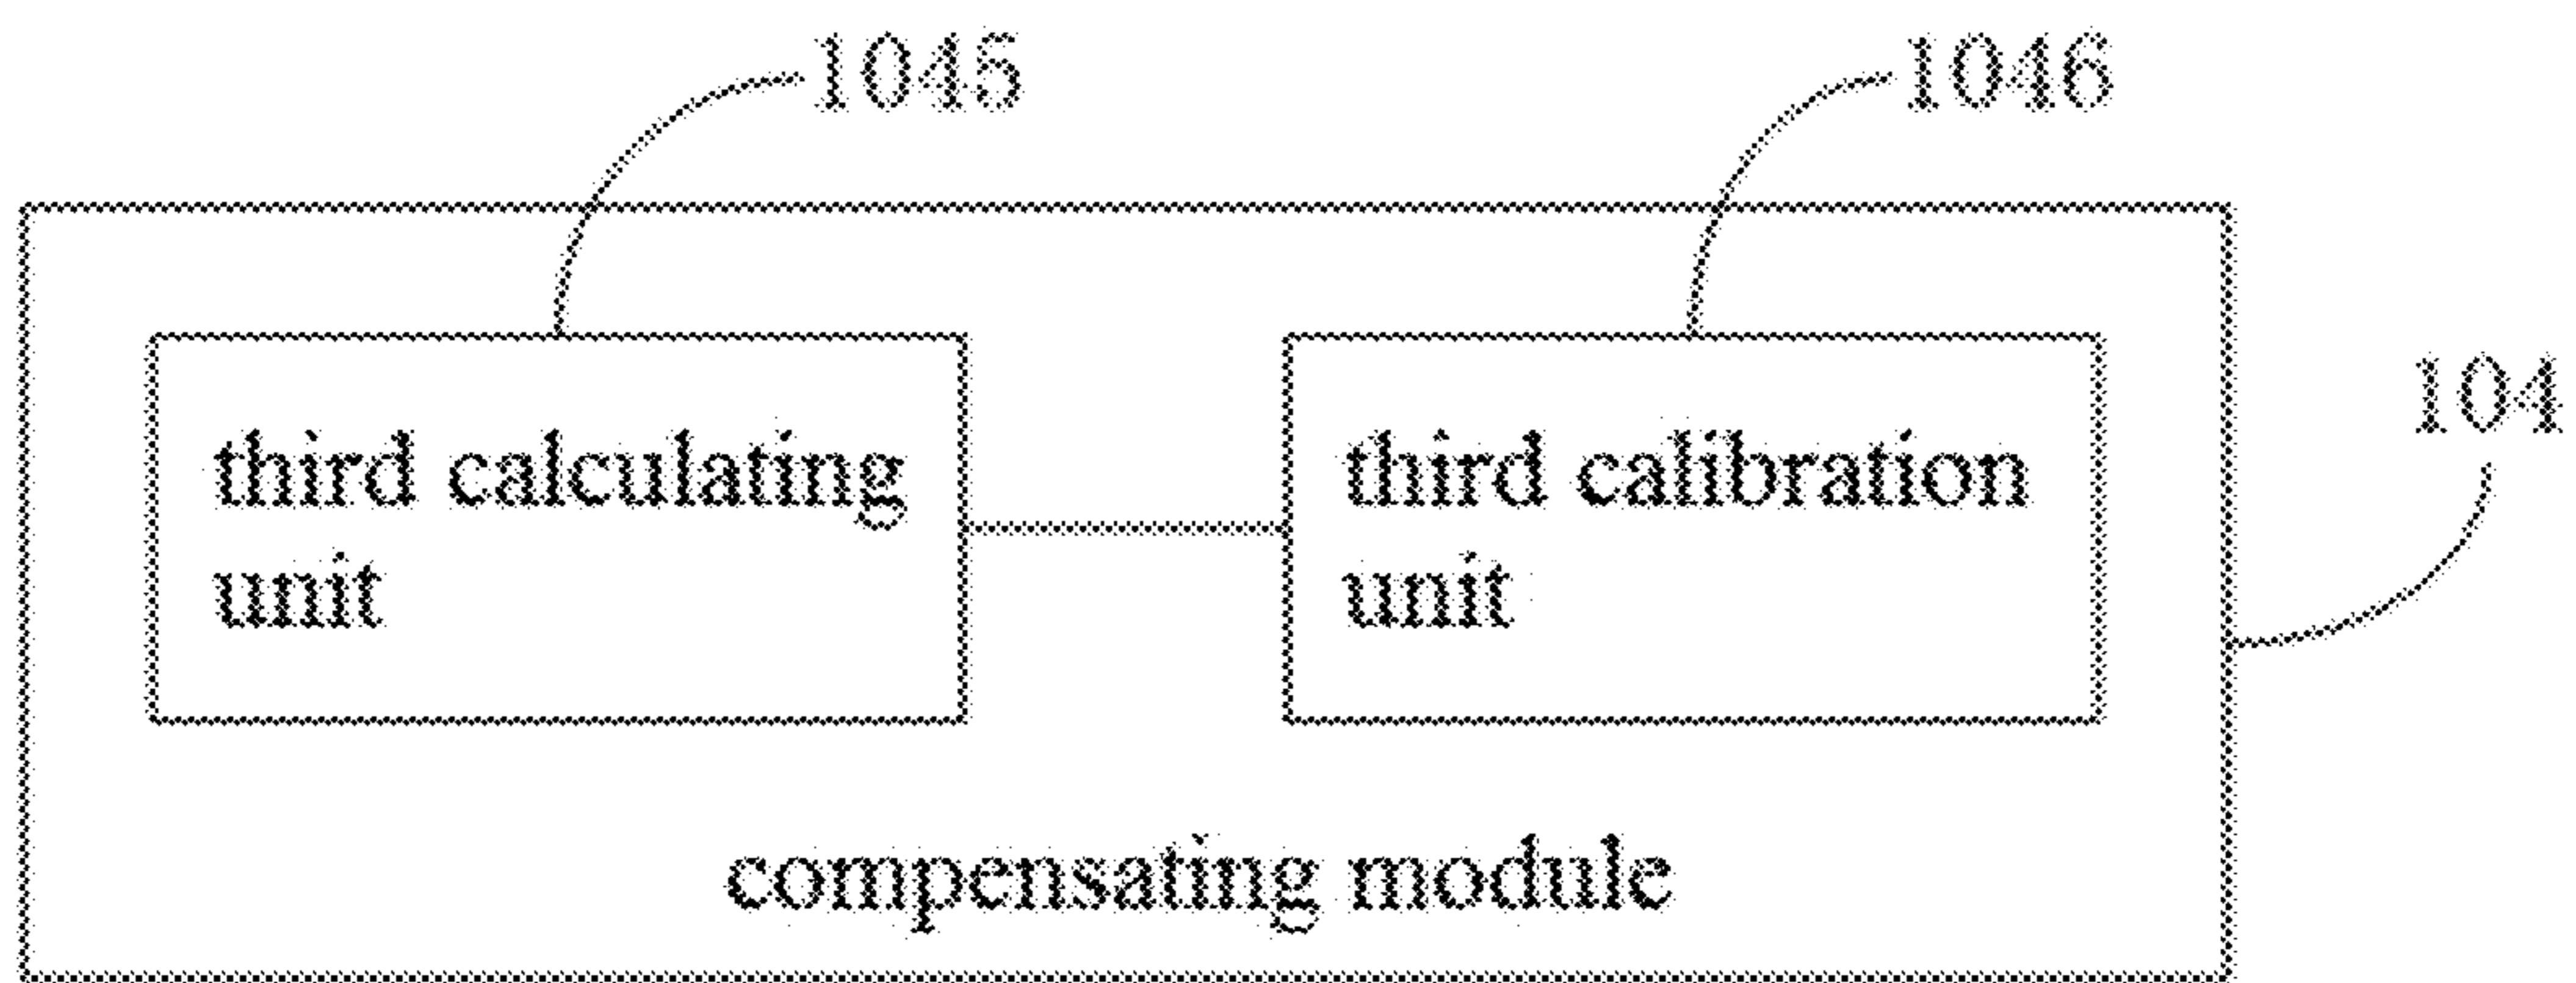 1045
1046
104
third calculating
unit
third calibration
unit
compensating module